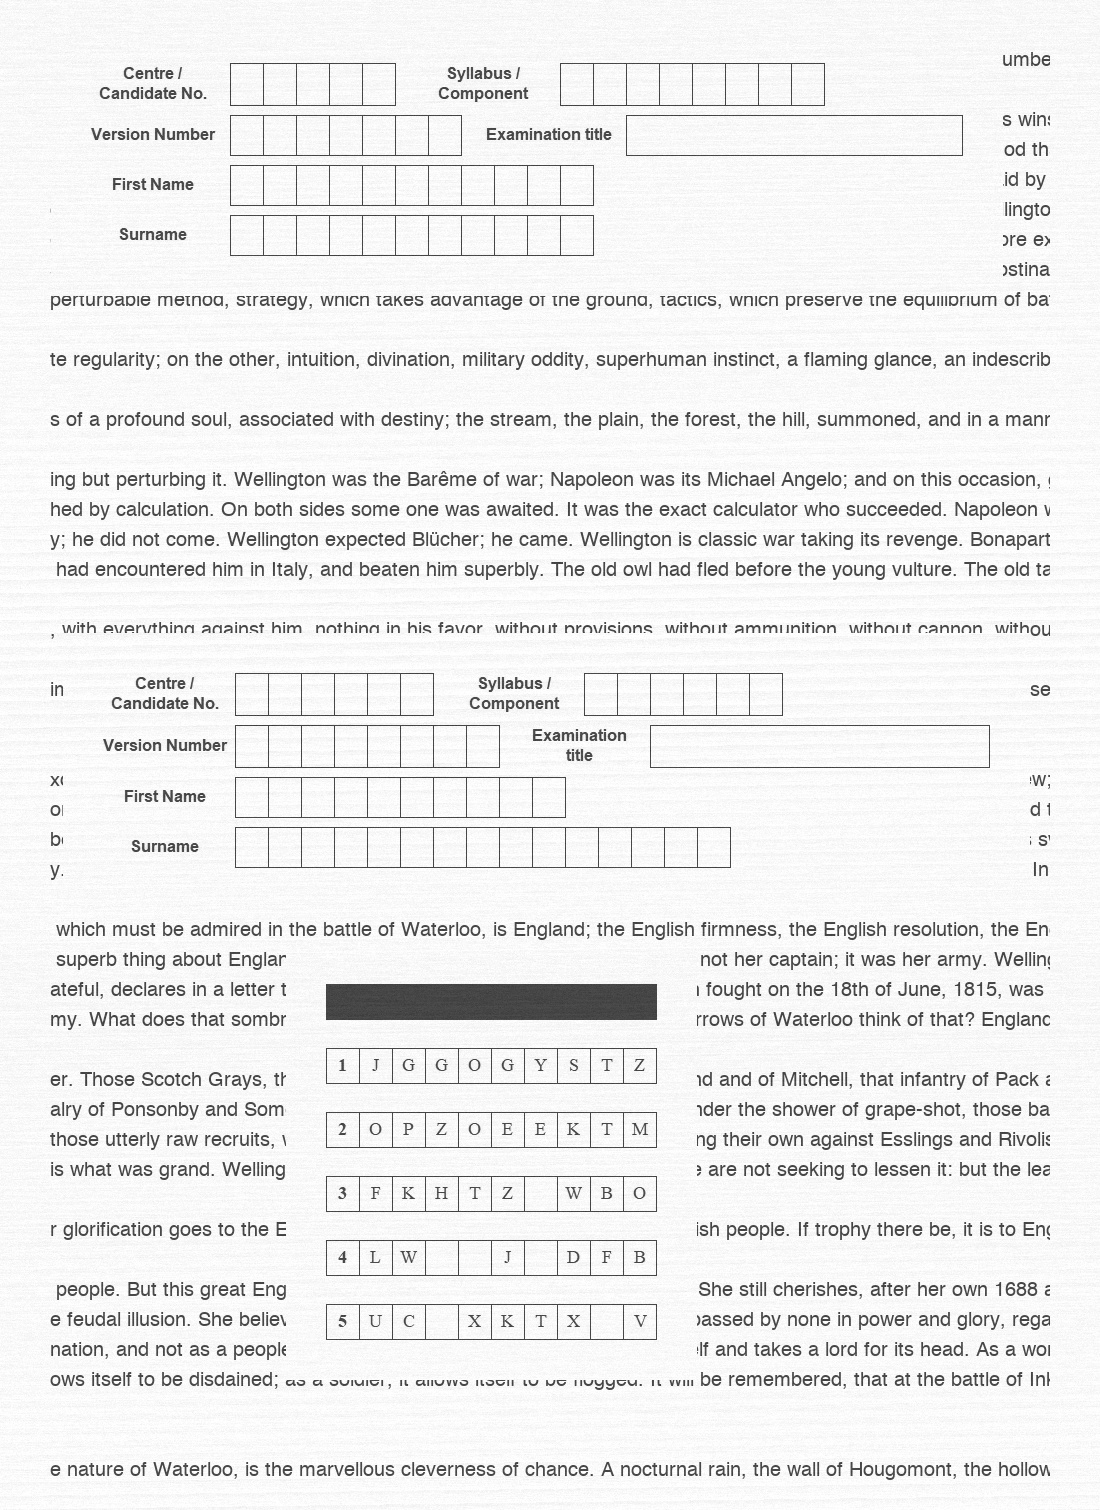 Centre / Syllabus /
Candidate No. Component
Version Number Examination title
First Name
Surname
s
od
by
perturbable method, strategy, which takes advantage of the ground, tactics, which preserve the equilibrium of
te regularity; on the other, intuition, divination, military oddity, superhuman instinct, a flaming glance, an indescrib
s of a profound soul, associated with destiny; the stream, the plain, the forest, the hill, summoned, and in a mann
ing but perturbing it. Wellington was the Barême of war; Napoleon was its Michael Angelo; and on this occasion,
hed by calculation. On both sides some one was awaited. It was the exact calculator who succeeded. Napoleon
y; he did not come. Wellington expected Blücher; he came. Wellington is classic war taking its revenge. Bonapart
had encountered him in Italy, and beaten him superbly. The old owl had fled before the young vulture. The old ta
, with everything against him, nothing in his favor, without provisions, without ammunition, without cannon, withou
in se
Centre / Syllabus /
Candidate No. Component
Version Number Examination
title
First Name
Surname
y. In
which must be admired in the battle of Waterloo, is England; the English firmness, the English resolution, the En
superb thing about Englan not her captain; it was her army. Welling
ateful, declares in a letter t fought on the 18th of June, 1815, was
my. What does that sombr rrows of Waterloo think of that? England
er. Those Scotch Grays, th nd and of Mitchell, that infantry of Pack a
alry of Ponsonby and Som nder the shower of grape-shot, those ba
those utterly raw recruits, ng their own against Esslings and Rivolis
is what was grand. Welling e are not seeking to lessen it: but the lea
r glorification goes to the E ish people. If trophy there be, it is to Eng
people. But this great Eng She still cherishes, after her own 1688 a
e feudal illusion. She believ passed by none in power and glory, rega
nation, and not as a people elf and takes a lord for its head. As a wor
ows itself to be disdained; as a soldier, it allows itself to be flogged. It will be remembered, that at the battle of Ink
1 J G G O G Y S T Z
2 O P Z O E E K T M
3 F K H T Z W B O
4 L W J D F B
5 U C X K T X V
e nature of Waterloo, is the marvellous cleverness of chance. A nocturnal rain, the wall of Hougomont, the hollow